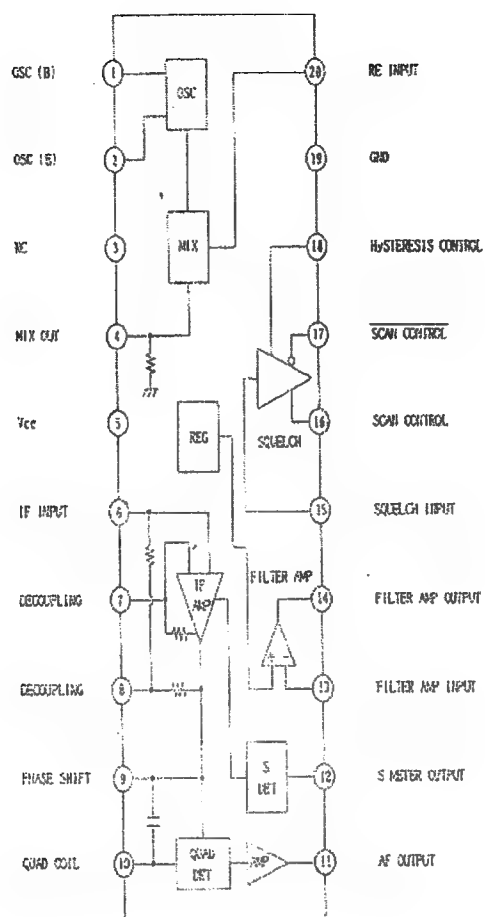 OSC (B)
1
20
RE INPUT
OSC
OSC (E)
2
19
GND
NC
3
MIX
18
HYSTERESIS CONTROL
MIX OUT
4
17
SCAN CONTROL
Vcc
5
REG
SQUELCH
16
SCAN CONTROL
IF INPUT
6
15
SQUELCH INPUT
FILTER AMP
DECOUPLING
7
IF
AMP
14
FILTER AMP OUTPUT
+ -
DECOUPLING
8
13
FILTER AMP INPUT
PHASE SHIFT
9
S
DET
12
S METER OUTPUT
QUAD COIL
10
QUAD
DET
AMP
11
AF OUTPUT